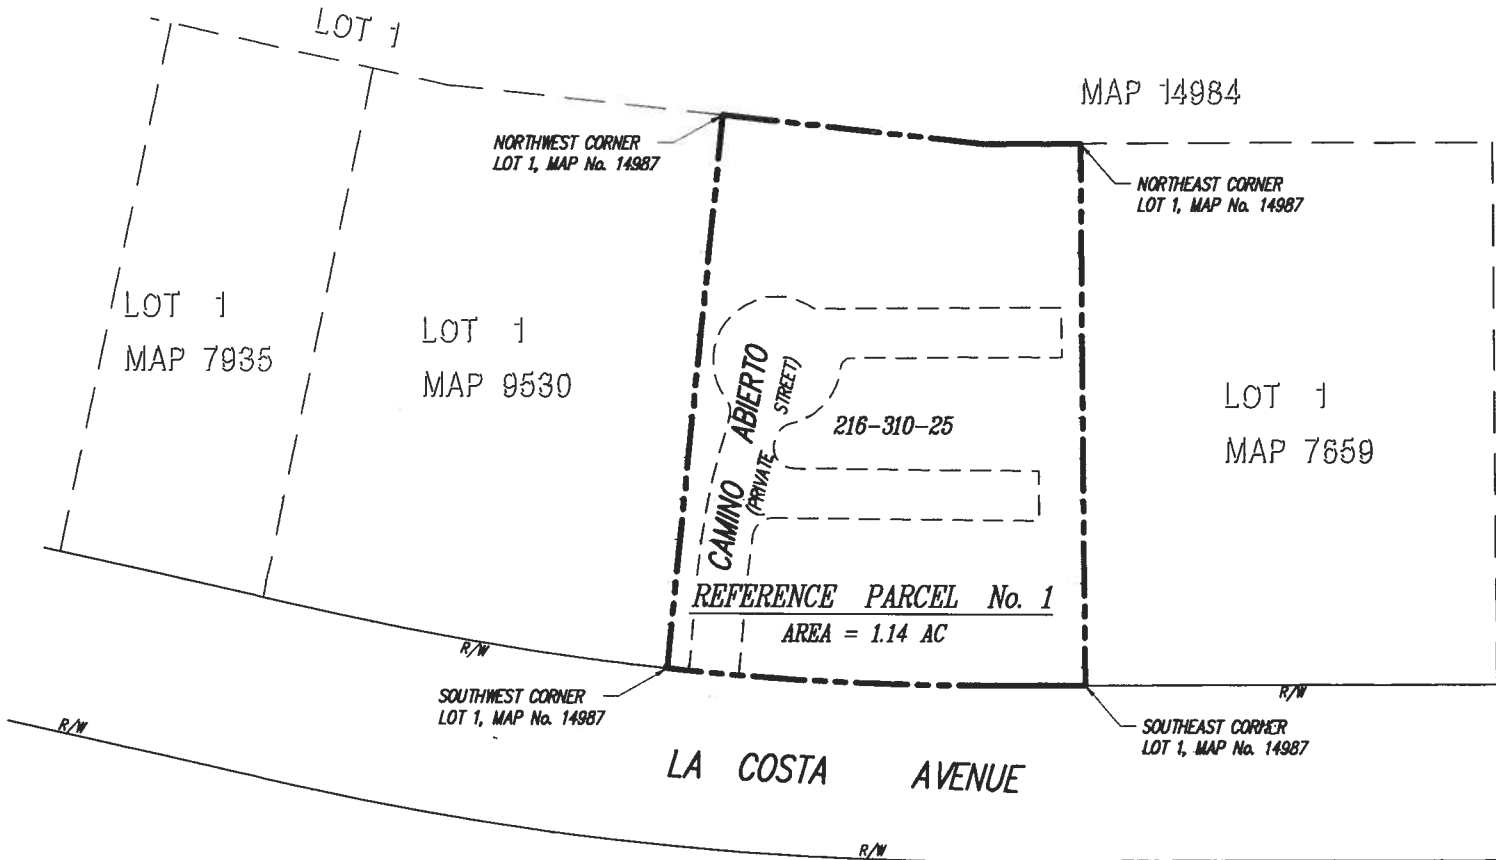 LOT 1
MAP 14984
NORTHWEST CORNER
LOT 1, MAP No. 14987
NORTHEAST CORNER
LOT 1, MAP No. 14987
LOT 1
MAP 7935
LOT 1
MAP 9530
CAMINO ABIERTO
(PRIVATE STREET)
216-310-25
LOT 1
MAP 7659
REFERENCE PARCEL No. 1
AREA = 1.14 AC
R/W
SOUTHWEST CORNER
LOT 1, MAP No. 14987
R/W
SOUTHEAST CORNER
LOT 1, MAP No. 14987
R/W
LA COSTA AVENUE
R/W